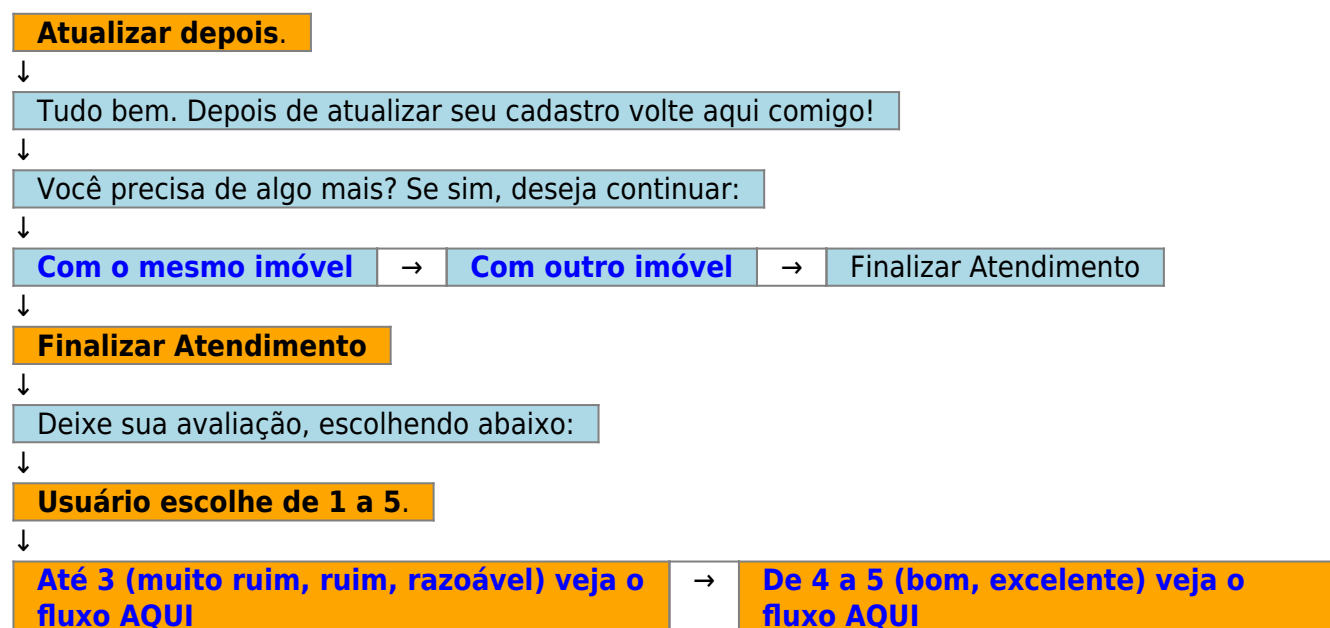 Atualizar depois.
↓
Tudo bem. Depois de atualizar seu cadastro volte aqui comigo!
↓
Você precisa de algo mais? Se sim, deseja continuar:
↓
Com o mesmo imóvel → Com outro imóvel → Finalizar Atendimento
↓
Finalizar Atendimento
↓
Deixe sua avaliação, escolhendo abaixo:
↓
Usuário escolhe de 1 a 5.
↓
Até 3 (muito ruim, ruim, razoável) veja o → De 4 a 5 (bom, excelente) veja o
fluxo AQUI fluxo AQUI